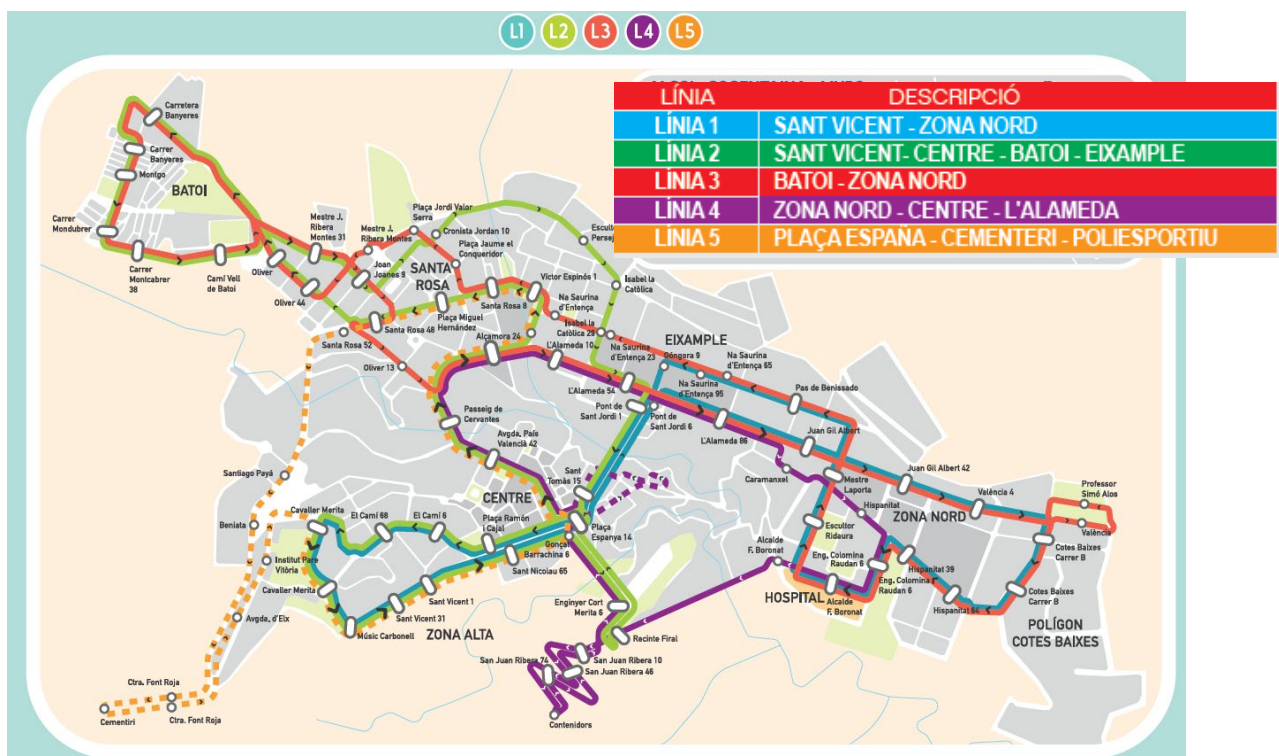 L1 L2 L3 L4 L5
LÍNIA DESCRIPCIÓ
LÍNIA 1 SANT VICENT - ZONA NORD
LÍNIA 2 SANT VICENT- CENTRE - BATOI - EIXAMPLE
LÍNIA 3 BATOI - ZONA NORD
LÍNIA 4 ZONA NORD - CENTRE - L'ALAMEDA
LÍNIA 5 PLAÇA ESPAÑA - CEMENTERI - POLIESPORTIU
Carretera
Banyeres
Carrer
Banyeres
Montgo
BATOI
Carrer
Mondubrer
Carrer
Montcabrer
38
Camí Vell
de Batoi
Oliver
Oliver 44
Mestre J.
Ribera
Montes 31
Mestre J.
Ribera Montes
Joan
Joanes 9
Plaça Jordi Valor
Serra
Cronista Jordan 10
Plaça Jaume el
Conqueridor
SANTA
ROSA
Escultor
Isabel la
Catòlica
Víctor Espinós 1
Na Saurina
d'Entença
Isabel la
Catòlica 29
Santa Rosa 8
Plaça Miguel
Hernández
Santa Rosa 48
Santa Rosa 52
Oliver 13
Alçamora 24
L'Alameda 10
Na Saurina
d'Entença 23
EIXAMPLE
Góngora 9
Na Saurina
d'Entença 65
Na Saurina
d'Entença 95
Pas de Benissado
L'Alameda 54
Pont de
Sant Jordi 1
Pont de
Sant Jordi 6
L'Alameda 86
Juan Gil Albert
Juan Gil Albert 42
València 4
Professor
Simó Alos
València
Passeig de
Cervantes
Avgda. País
Valencià 42
CENTRE
Sant
Tomàs 15
Caramanxel
Mestre
Laporta
Hispanitat
ZONA NORD
Escultor
Ridaura
Cotes Baixes
Carrer B
Cotes Baixes
Carrer B
Santiago Payá
Beniata
Cavaller Merita
El Camí 68
El Camí 6
Plaça Ramón
i Cajal
Plaça
Espanya 14
Gonçal
Barrachina 6
Sant Nicolau 65
Alcalde
F. Boronat
Eng. Colomina
Raudan 6
Eng. Colomina
Raudan 6
Hispanitat 39
Hispanitat 64
HOSPITAL
Alcalde
F. Boronat
POLÍGON
COTES BAIXES
Institut Pare
Vitòria
Cavaller Merita
Sant Vicent 1
Sant Vicent 31
Músic Carbonell
ZONA ALTA
Enginyer Cort
Merita 6
Recinte Firal
Avgda, d'Elx
San Juan Ribera 74
San Juan Ribera 10
San Juan Ribera 46
Contenidors
Ctra. Font Roja
Ctra. Font Roja
Cementiri